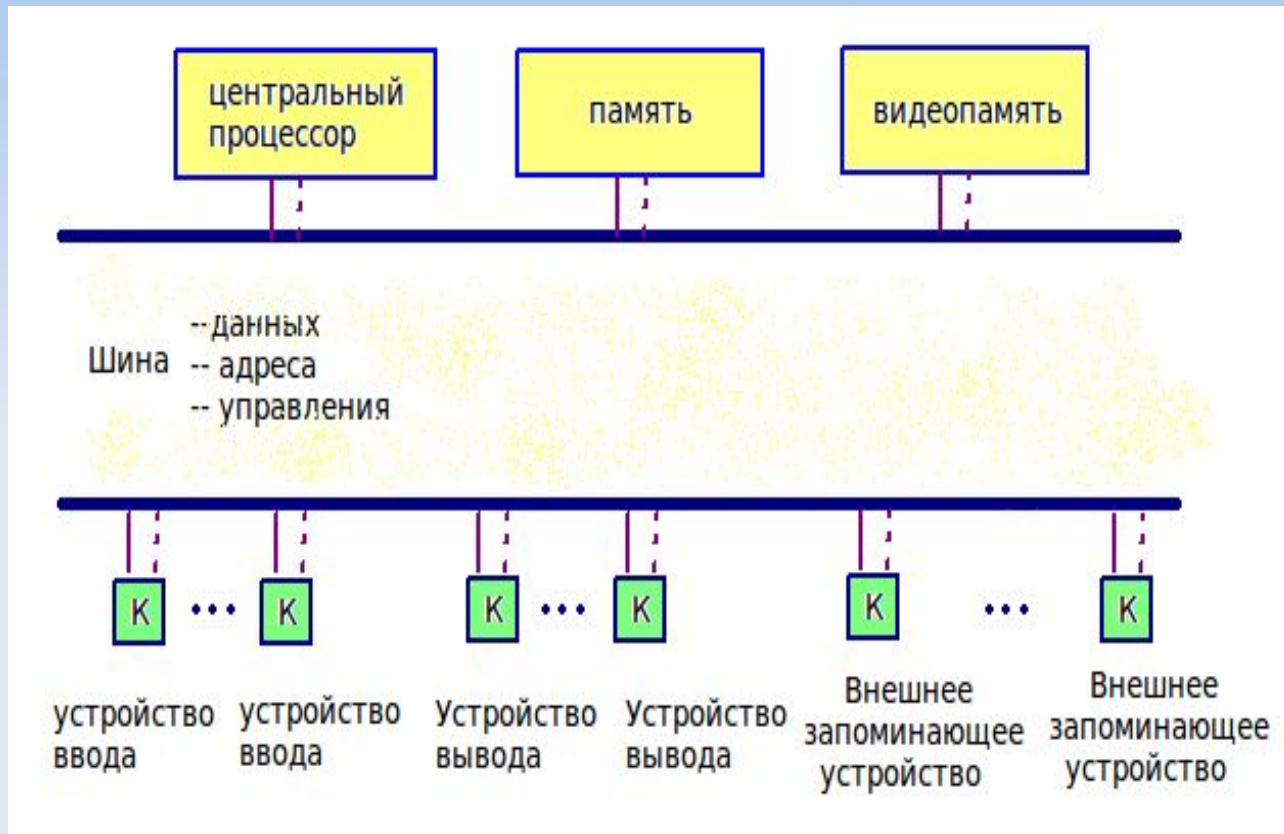 центральный
процессор
память
видеопамять
Шина
--данных
-- адреса
-- управления
К ... К
К ... К
К ... К
устройство
ввода
устройство
ввода
Устройство
вывода
Устройство
вывода
Внешнее
запоминающее
устройство
Внешнее
запоминающее
устройство